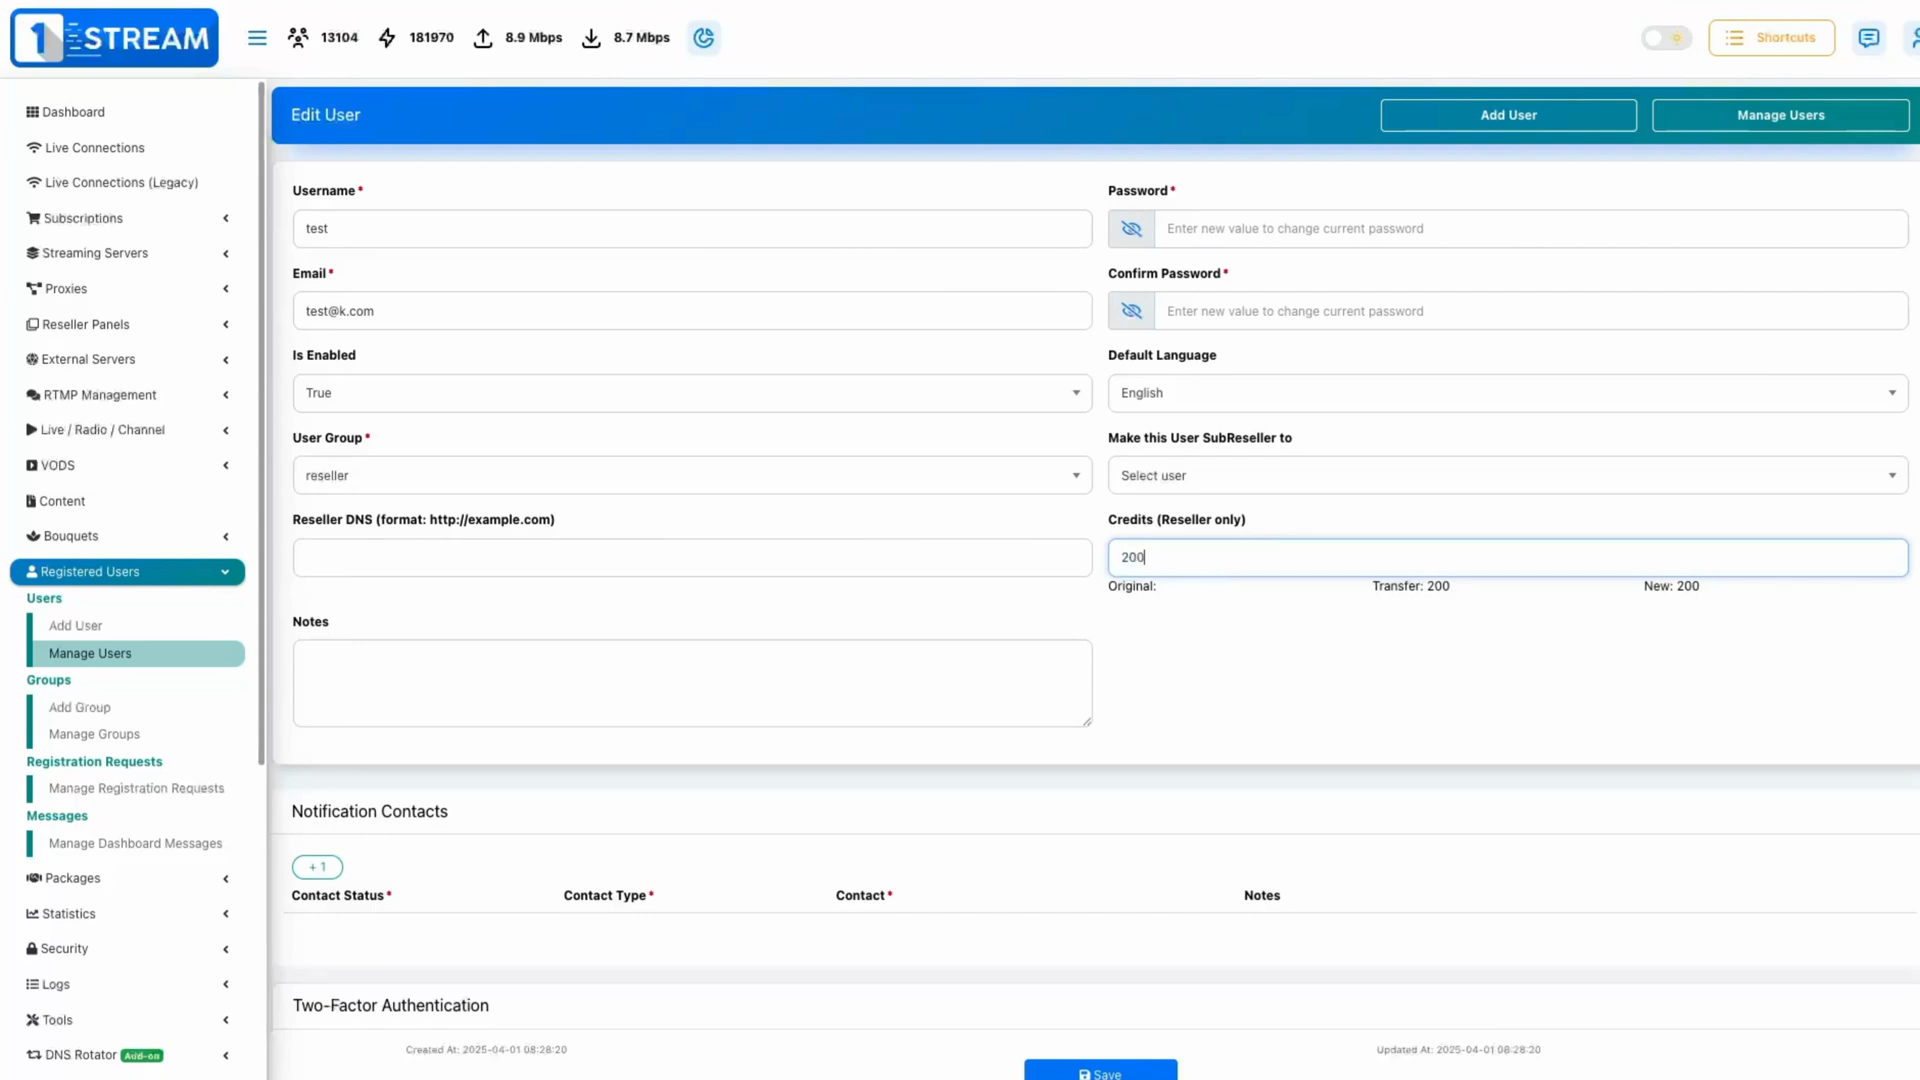 1 STREAM
13104
181970
8.9 Mbps
8.7 Mbps
Shortcuts
Dashboard
Live Connections
Live Connections (Legacy)
Subscriptions
Streaming Servers
Proxies
Reseller Panels
External Servers
RTMP Management
Live / Radio / Channel
VODS
Content
Bouquets
Registered Users
Users
Add User
Manage Users
Groups
Add Group
Manage Groups
Registration Requests
Manage Registration Requests
Messages
Manage Dashboard Messages
Packages
Statistics
Security
Logs
Tools
DNS Rotator Add-on
Edit User
Add User
Manage Users
Username *
test
Password *
Enter new value to change current password
Email *
test@k.com
Confirm Password *
Enter new value to change current password
Is Enabled
True
Default Language
English
User Group *
reseller
Make this User SubReseller to
Select user
Reseller DNS (format: http://example.com)
Credits (Reseller only)
200
Original: Transfer: 200 New: 200
Notes
Notification Contacts
+ 1
Contact Status * Contact Type * Contact * Notes
Two-Factor Authentication
Created At: 2025-04-01 08:28:20
Updated At: 2025-04-01 08:28:20
Save